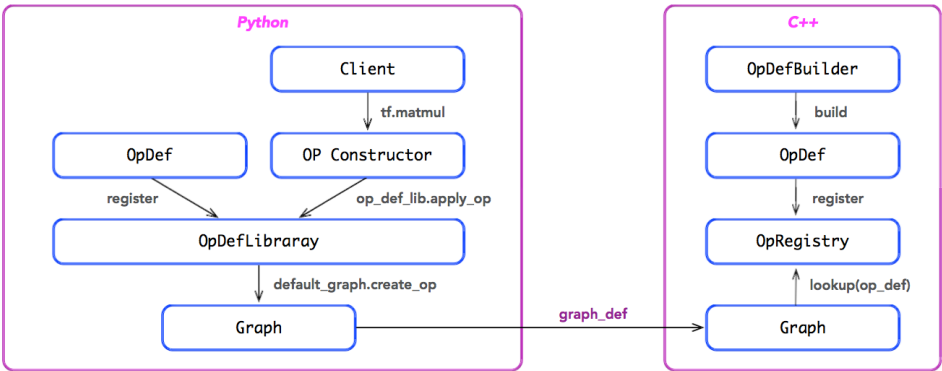 Python
Client
tf.matmul
OpDef
OP Constructor
register
op_def_lib.apply_op
OpDefLibraray
default_graph.create_op
Graph
graph_def
C++
OpDefBuilder
build
OpDef
register
OpRegistry
lookup(op_def)
Graph